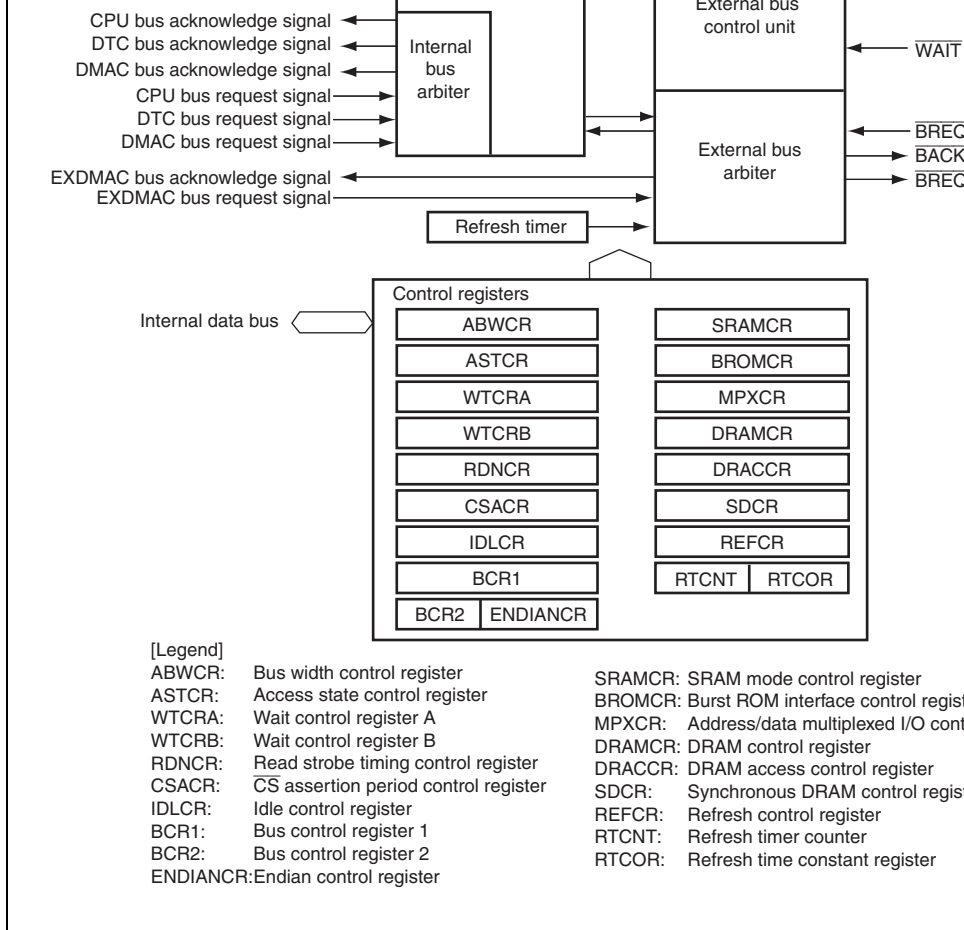 External bus
control unit
CPU bus acknowledge signal
DTC bus acknowledge signal
DMAC bus acknowledge signal
CPU bus request signal
DTC bus request signal
DMAC bus request signal
Internal
bus
arbiter
WAIT
External bus
arbiter
BREQ
BACK
BREQ
EXDMAC bus acknowledge signal
EXDMAC bus request signal
Refresh timer
Internal data bus
Control registers
ABWCR
ASTCR
WTCRA
WTCRB
RDNCR
CSACR
IDLCR
BCR1
BCR2 ENDIANCR
SRAMCR
BROMCR
MPXCR
DRAMCR
DRACCR
SDCR
REFCR
RTCNT RTCOR
[Legend]
ABWCR: Bus width control register
ASTCR: Access state control register
WTCRA: Wait control register A
WTCRB: Wait control register B
RDNCR: Read strobe timing control register
CSACR: CS assertion period control register
IDLCR: Idle control register
BCR1: Bus control register 1
BCR2: Bus control register 2
ENDIANCR:Endian control register
SRAMCR: SRAM mode control register
BROMCR: Burst ROM interface control regist
MPXCR: Address/data multiplexed I/O cont
DRAMCR: DRAM control register
DRACCR: DRAM access control register
SDCR: Synchronous DRAM control regist
REFCR: Refresh control register
RTCNT: Refresh timer counter
RTCOR: Refresh time constant register